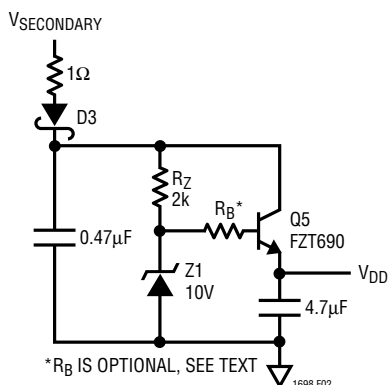 VSECONDARY
1Ω
D3
RZ
2k
RB*
Q5
FZT690
0.47µF
Z1
10V
VDD
4.7µF
*RB IS OPTIONAL, SEE TEXT
1698 F02